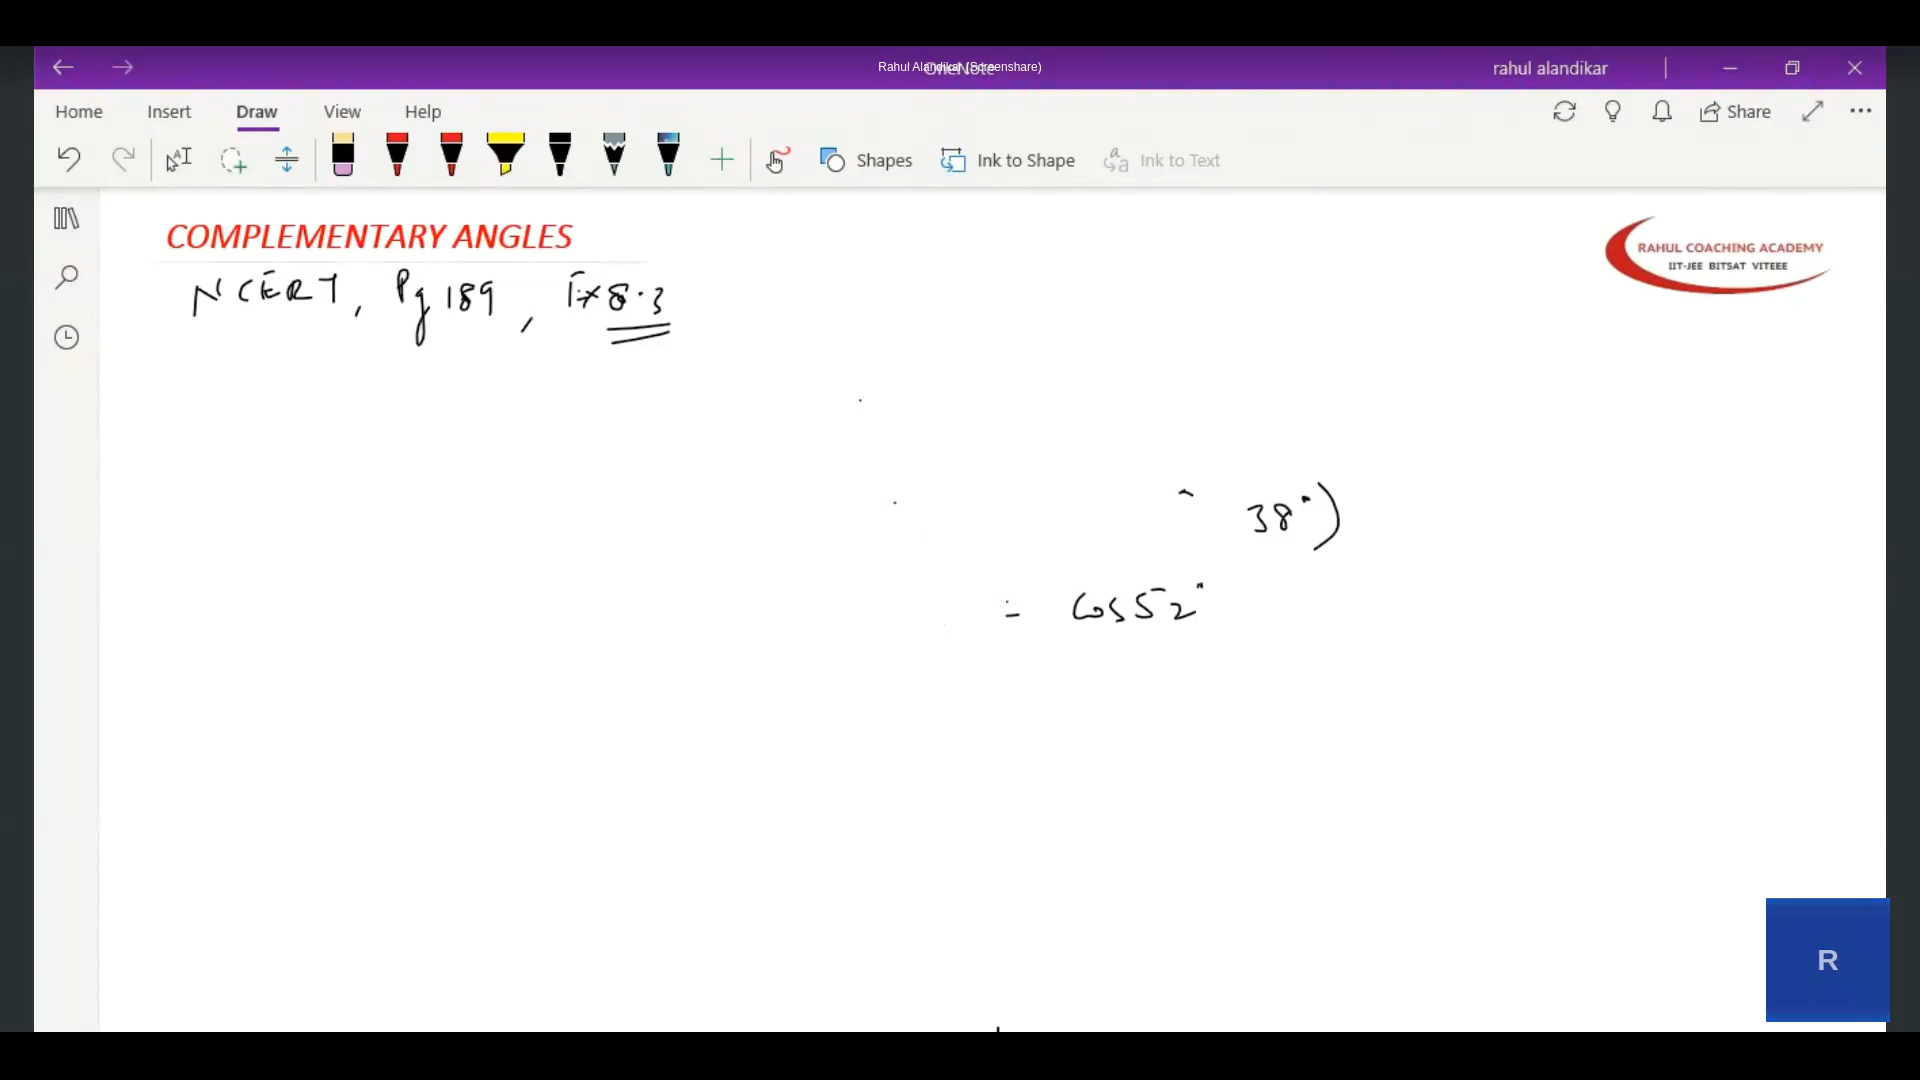 Rahul Alandikar (Screenshare)
rahul alandikar
Home Insert Draw View Help
Share
Shapes Ink to Shape Ink to Text
COMPLEMENTARY ANGLES
RAHUL COACHING ACADEMY
IIT-JEE BITSAT VITEEE
NCERT, Pg 189, Ex 8.3
38°)
= cos 52°
R